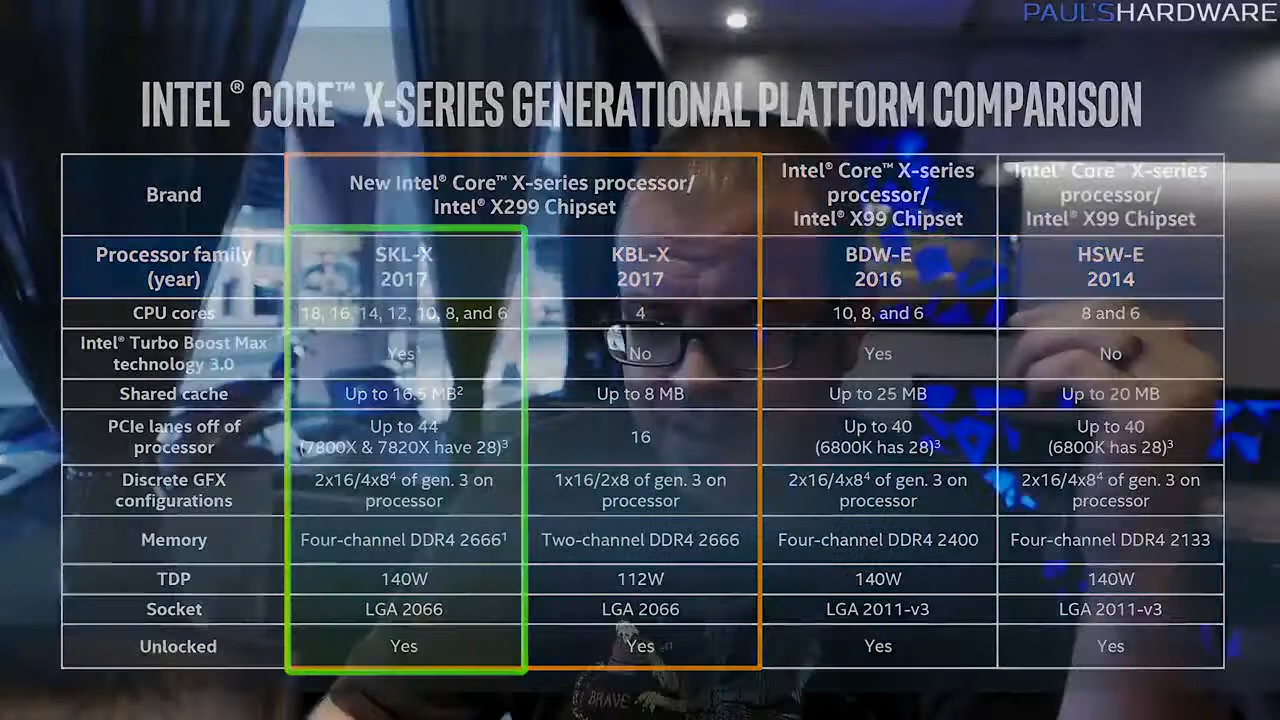 PAUL'SHARDWARE
INTEL® CORE™ X-SERIES GENERATIONAL PLATFORM COMPARISON
Brand
New Intel® Core™ X-series processor/
Intel® X299 Chipset
Intel® Core™ X-series
processor/
Intel® X99 Chipset
Intel® Core™ X-series
processor/
Intel® X99 Chipset
Processor family
(year)
SKL-X
2017
KBL-X
2017
BDW-E
2016
HSW-E
2014
CPU cores
18, 16, 14, 12, 10, 8, and 6
4
10, 8, and 6
8 and 6
Intel® Turbo Boost Max
technology 3.0
Yes¹
No
Yes
No
Shared cache
Up to 16.5 MB²
Up to 8 MB
Up to 25 MB
Up to 20 MB
PCIe lanes off of
processor
Up to 44
(7800X & 7820X have 28)³
16
Up to 40
(6800K has 28)³
Up to 40
(6800K has 28)³
Discrete GFX
configurations
2x16/4x8⁴ of gen. 3 on
processor
1x16/2x8 of gen. 3 on
processor
2x16/4x8⁴ of gen. 3 on
processor
2x16/4x8⁴ of gen. 3 on
processor
Memory
Four-channel DDR4 2666¹
Two-channel DDR4 2666
Four-channel DDR4 2400
Four-channel DDR4 2133
TDP
140W
112W
140W
140W
Socket
LGA 2066
LGA 2066
LGA 2011-v3
LGA 2011-v3
Unlocked
Yes
Yes
Yes
Yes
BRAVE